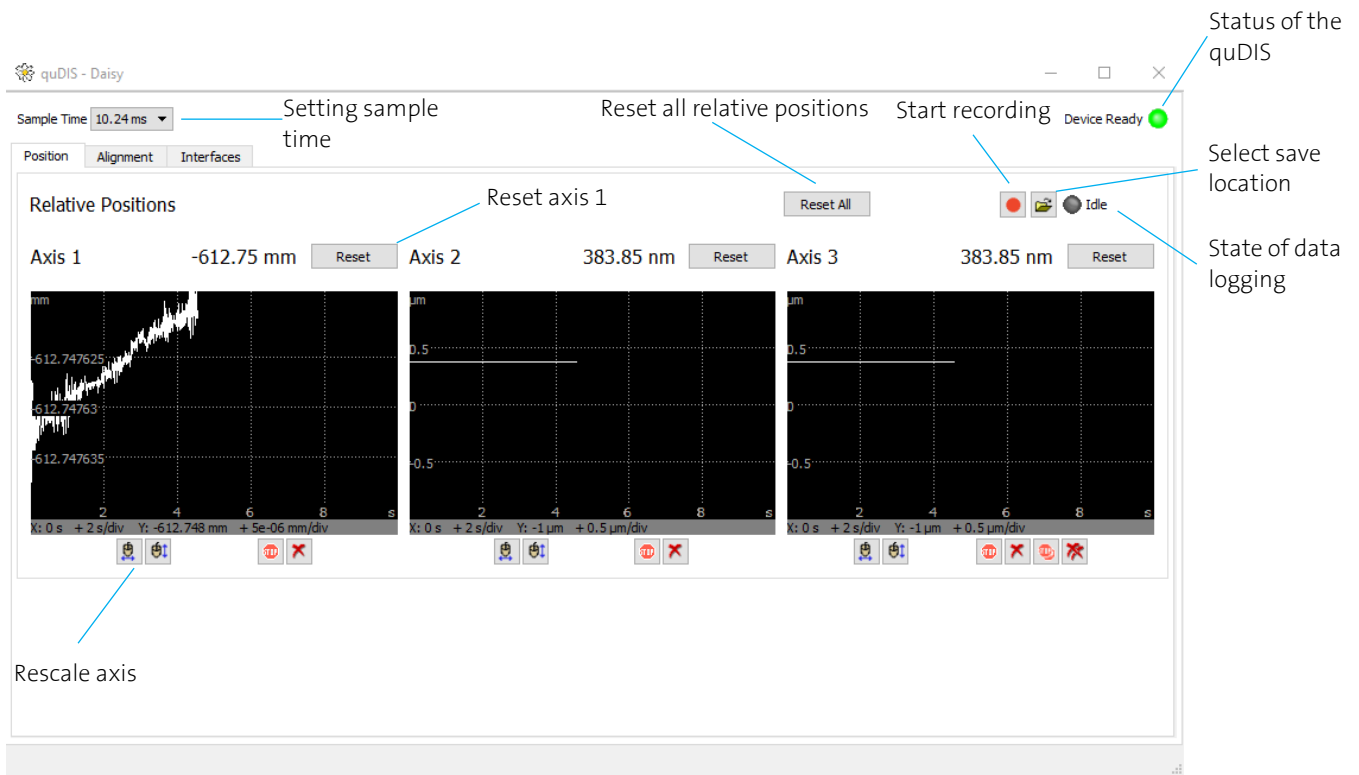 Status of the
quDIS
quDIS - Daisy
Sample Time 10.24 ms
Setting sample
time
Reset all relative positions
Start recording
Device Ready
Position Alignment Interfaces
Select save
location
Relative Positions
Reset axis 1
Reset All
Idle
State of data
logging
Axis 1 -612.75 mm Reset
Axis 2 383.85 nm Reset
Axis 3 383.85 nm Reset
mm
-612.747625
-612.74763
-612.747635
2 4 6 8 s
X: 0 s + 2 s/div Y: -612.748 mm + 5e-06 mm/div
µm
0.5
0
-0.5
2 4 6 8 s
X: 0 s + 2 s/div Y: -1 µm + 0.5 µm/div
µm
0.5
0
-0.5
2 4 6 8 s
X: 0 s + 2 s/div Y: -1 µm + 0.5 µm/div
Rescale axis